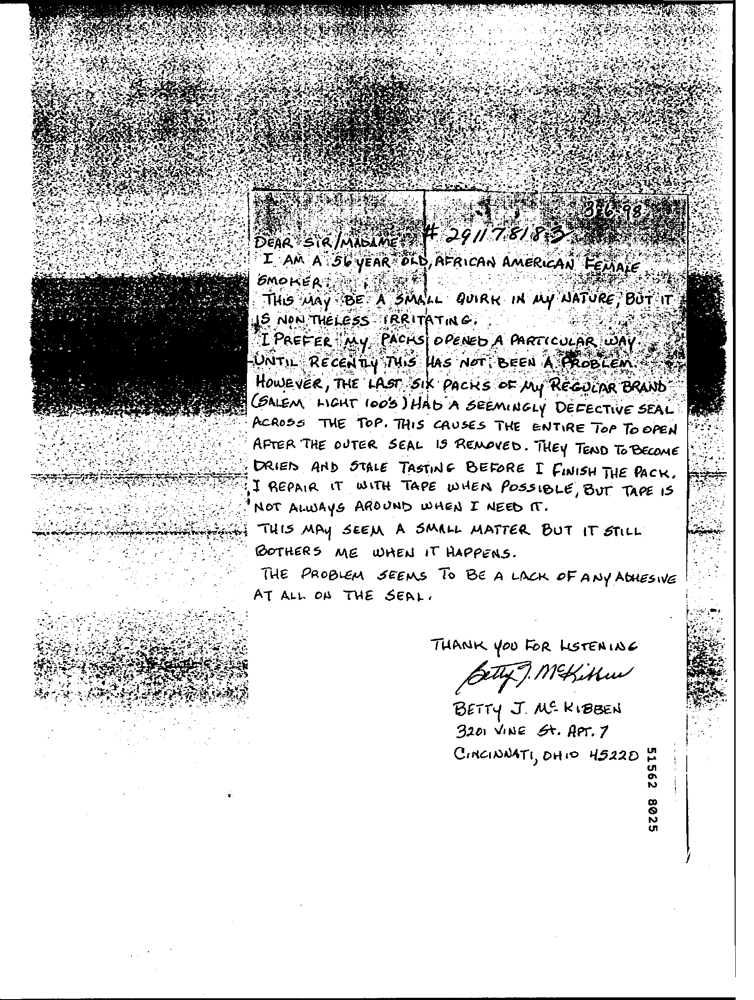 3-6-98
# 291178183
DEAR SIR/MADAME
I AM A 56 YEAR OLD, AFRICAN AMERICAN FEMALE
SMOKER.
THIS MAY BE A SMALL QUIRK IN MY NATURE, BUT IT
IS NON THELESS IRRITATING.
I PREFER MY PACKS OPENED A PARTICULAR WAY
UNTIL RECENTLY THIS HAS NOT BEEN A PROBLEM.
HOWEVER, THE LAST SIX PACKS OF MY REGULAR BRAND
(SALEM LIGHT 100'S) HAD A SEEMINGLY DEFECTIVE SEAL
ACROSS THE TOP. THIS CAUSES THE ENTIRE TOP TO OPEN
AFTER THE OUTER SEAL IS REMOVED. THEY TEND TO BECOME
DRIED AND STALE TASTING BEFORE I FINISH THE PACK.
I REPAIR IT WITH TAPE WHEN POSSIBLE, BUT TAPE IS
NOT ALWAYS AROUND WHEN I NEED IT.
THIS MAY SEEM A SMALL MATTER BUT IT STILL
BOTHERS ME WHEN IT HAPPENS.
THE PROBLEM SEEMS TO BE A LACK OF ANY ADHESIVE
AT ALL ON THE SEAL.
THANK YOU FOR LISTENING
Betty J. McKibben
BETTY J. MC KIBBEN
3201 VINE ST. APT. 7
CINCINNATI, OHIO 45220
51562 8025